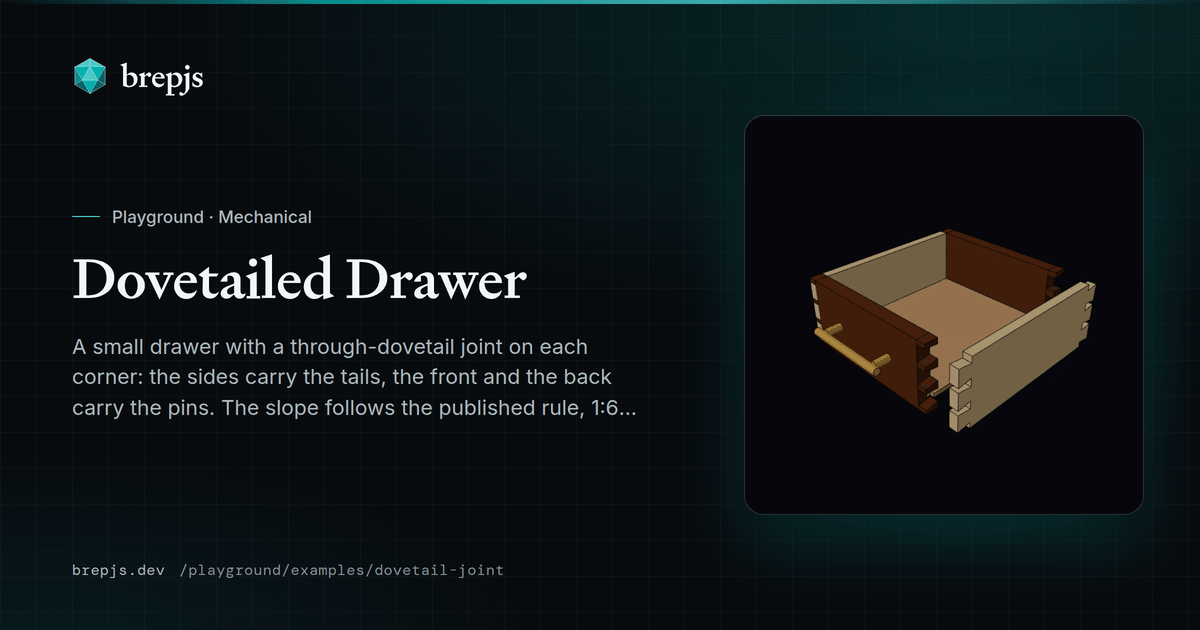 brepjs
Playground · Mechanical
Dovetailed Drawer
A small drawer with a through-dovetail joint on each
corner: the sides carry the tails, the front and the back
carry the pins. The slope follows the published rule, 1:6…
brepjs.dev /playground/examples/dovetail-joint